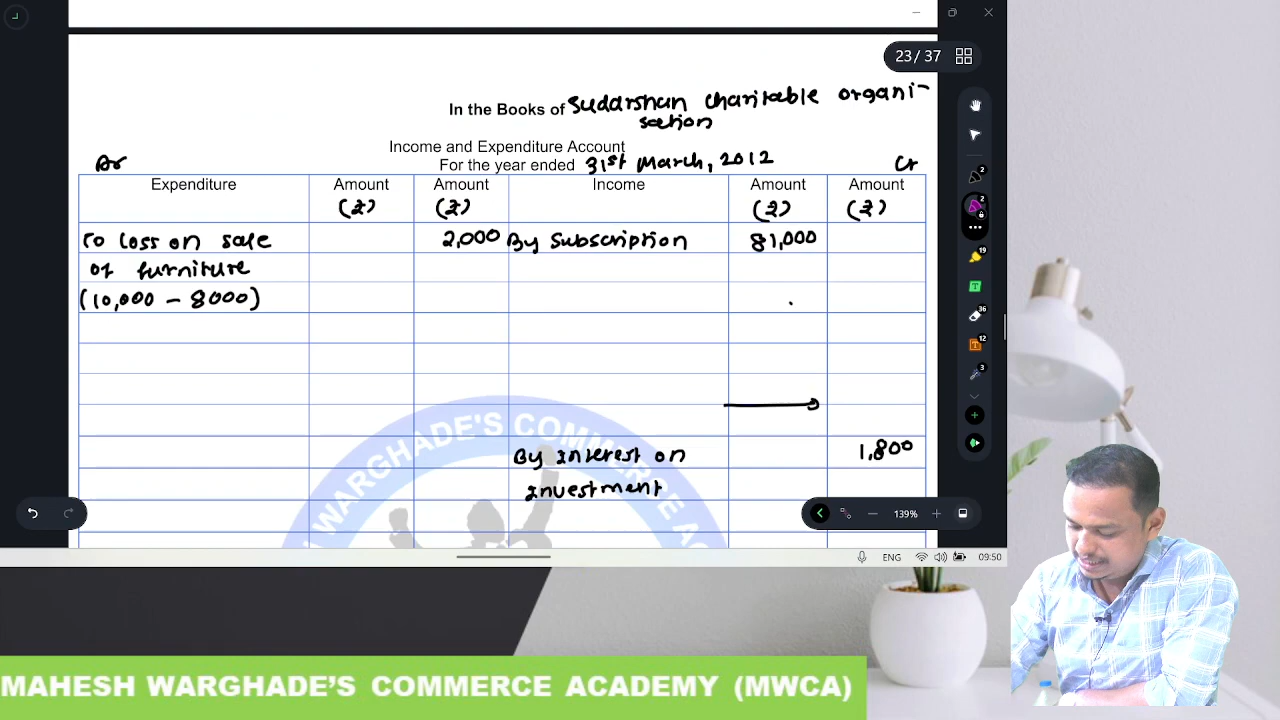 23 / 37
In the Books of Sudarshan charitable organi-
sation
Income and Expenditure Account
For the year ended 31st March, 2012
Dr Cr
Expenditure Amount Amount Income Amount Amount
(₹) (₹) (₹) (₹)
To Loss on sale 2,000 By Subscription 81,000
of furniture
(10,000 - 8000)
By Interest on 1,800
Investment
WARGHADE'S COMMERCE
139%
ENG 09:50
MAHESH WARGHADE'S COMMERCE ACADEMY (MWCA)